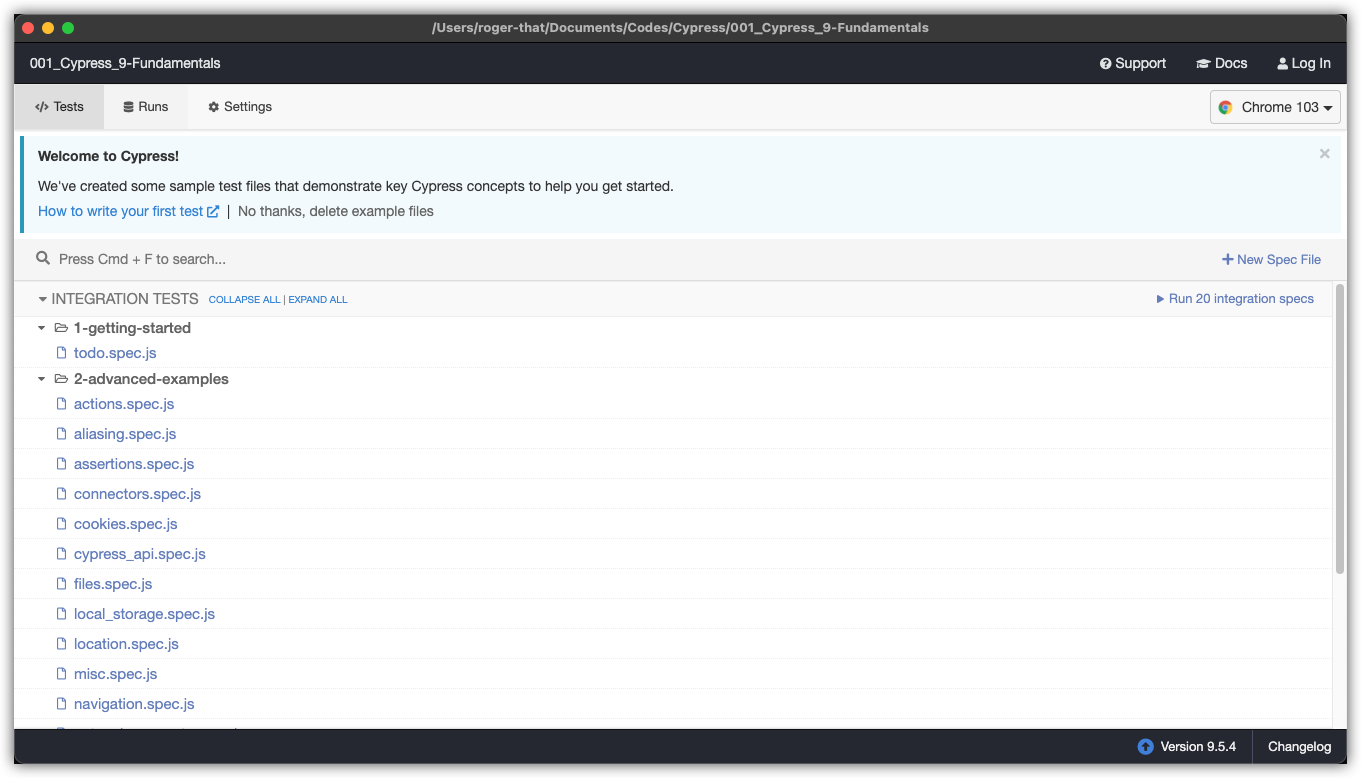 /Users/roger-that/Documents/Codes/Cypress/001_Cypress_9-Fundamentals
001_Cypress_9-Fundamentals Support Docs Log In
Tests Runs Settings Chrome 103
Welcome to Cypress!
We've created some sample test files that demonstrate key Cypress concepts to help you get started.
How to write your first test | No thanks, delete example files
Press Cmd + F to search... New Spec File
INTEGRATION TESTS COLLAPSE ALL | EXPAND ALL Run 20 integration specs
1-getting-started
todo.spec.js
2-advanced-examples
actions.spec.js
aliasing.spec.js
assertions.spec.js
connectors.spec.js
cookies.spec.js
cypress_api.spec.js
files.spec.js
local_storage.spec.js
location.spec.js
misc.spec.js
navigation.spec.js
Version 9.5.4 Changelog